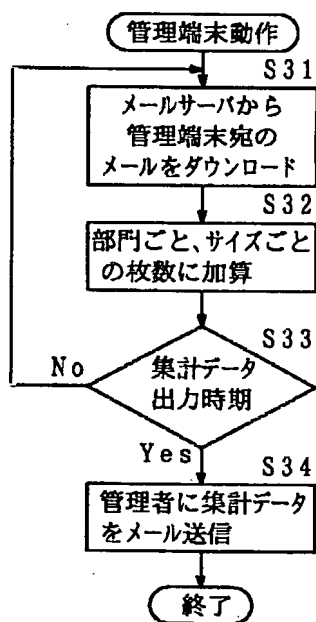 管理端末動作
S31
メールサーバから
管理端末宛の
メールをダウンロード
S32
部門ごと、サイズごと
の枚数に加算
S33
集計データ
出力時期
No
Yes
S34
管理者に集計データ
をメール送信
終了